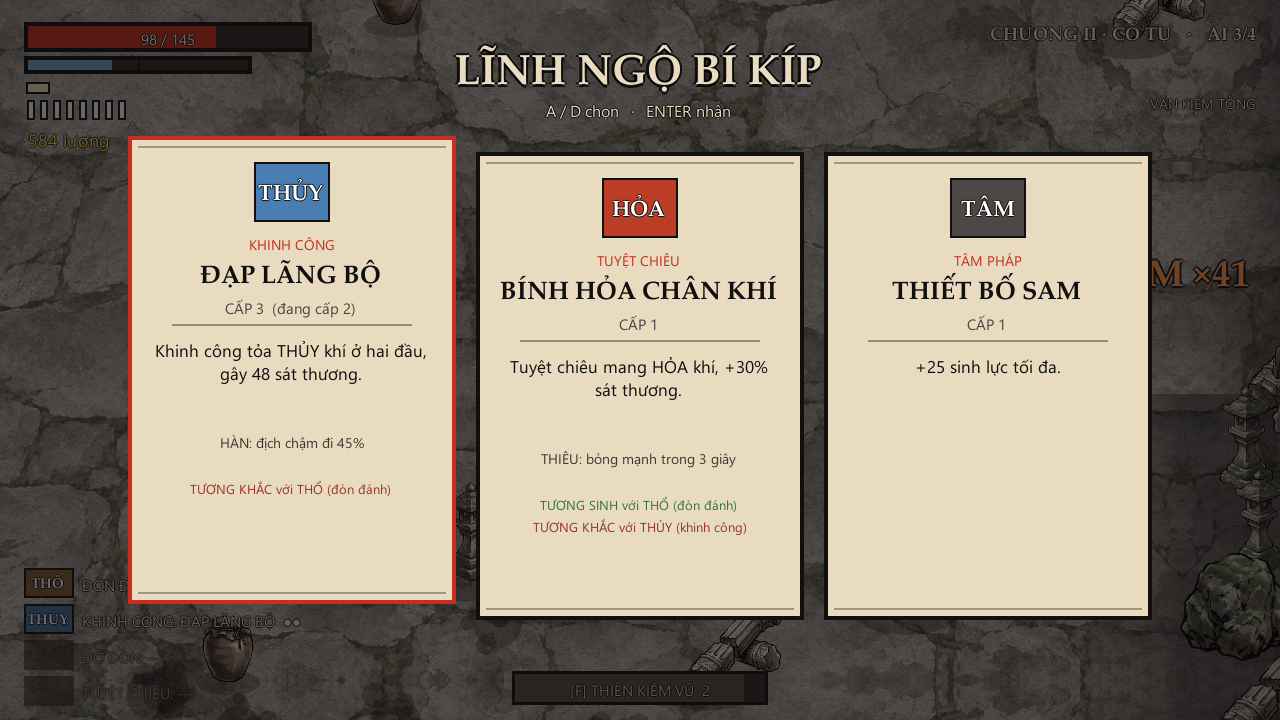 98 / 145
584 lượng
CHƯƠNG II · CỔ TỰ · ẢI 3/4
VẠN KIẾM TÔNG
LĨNH NGỘ BÍ KÍP
A / D chọn · ENTER nhận
THỦY
KHINH CÔNG
ĐẠP LÃNG BỘ
CẤP 3 (đang cấp 2)
Khinh công tỏa THỦY khí ở hai đầu,
gây 48 sát thương.
HÀN: địch chậm đi 45%
TƯƠNG KHẮC với THỔ (đòn đánh)
HỎA
TUYỆT CHIÊU
BÍNH HỎA CHÂN KHÍ
CẤP 1
Tuyệt chiêu mang HỎA khí, +30%
sát thương.
THIÊU: bỏng mạnh trong 3 giây
TƯƠNG SINH với THỔ (đòn đánh)
TƯƠNG KHẮC với THỦY (khinh công)
TÂM
TÂM PHÁP
THIẾT BỐ SAM
CẤP 1
+25 sinh lực tối đa.
M ×41
THỔ ĐÒN Đ
THỦY KHINH CÔNG: ĐẠP LÃNG BỘ
ĐỠ ĐÒN: —
TUYỆT CHIÊU: —
[F] THIÊN KIẾM VŨ 2